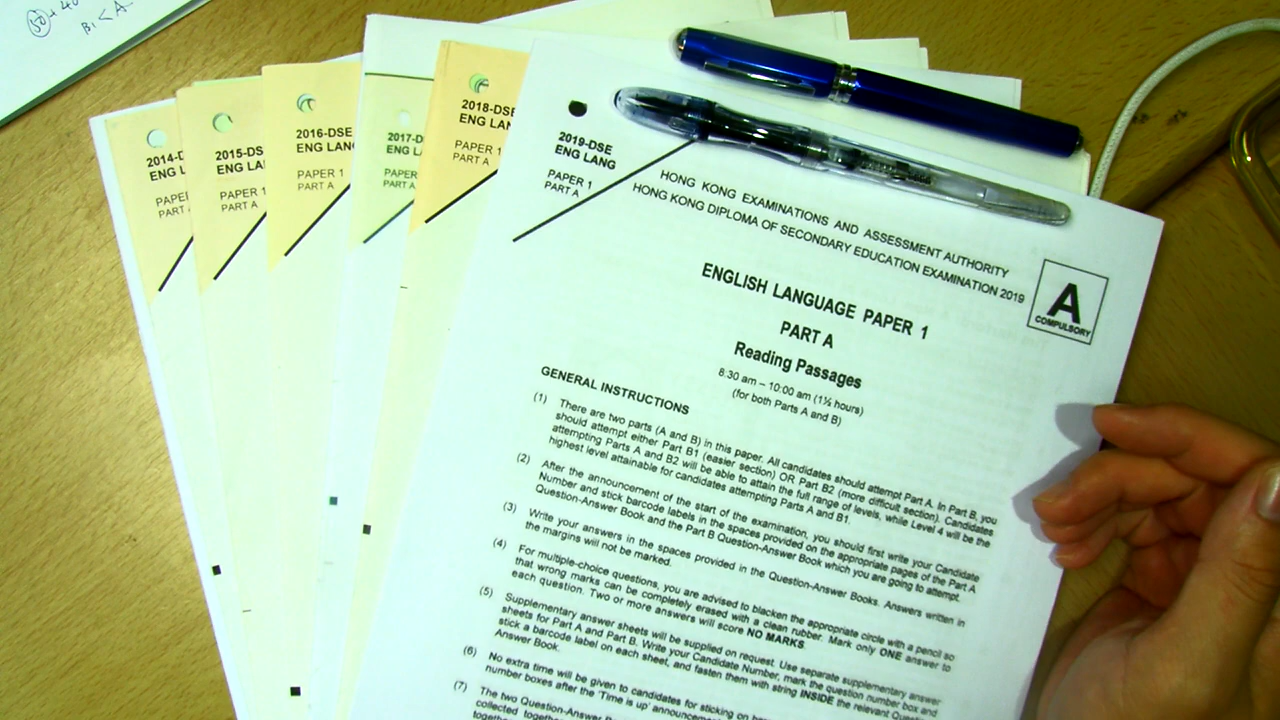 50 + 40
B1 < A
2014-D
ENG L
PAPER
PART A
2015-DS
ENG LA
PAPER 1
PART A
2016-DSE
ENG LAN
PAPER 1
PART A
2017-D
ENG L
PAPER
PART A
2018-DSE
ENG LAN
PAPER 1
PART A
2019-DSE
ENG LANG
PAPER 1
PART A
HONG KONG EXAMINATIONS AND ASSESSMENT AUTHORITY
HONG KONG DIPLOMA OF SECONDARY EDUCATION EXAMINATION 2019
A
COMPULSORY
ENGLISH LANGUAGE PAPER 1
PART A
Reading Passages
8:30 am – 10:00 am (1½ hours)
(for both Parts A and B)
GENERAL INSTRUCTIONS
(1) There are two parts (A and B) in this paper. All candidates should attempt Part A. In Part B, you
should attempt either Part B1 (easier section) OR Part B2 (more difficult section). Candidates
attempting Parts A and B2 will be able to attain the full range of levels, while Level 4 will be the
highest level attainable for candidates attempting Parts A and B1.
(2) After the announcement of the start of the examination, you should first write your Candidate
Number and stick barcode labels in the spaces provided on the appropriate pages of the Part A
Question-Answer Book and the Part B Question-Answer Book which you are going to attempt.
(3) Write your answers in the spaces provided in the Question-Answer Books. Answers written in
the margins will not be marked.
(4) For multiple-choice questions, you are advised to blacken the appropriate circle with a pencil so
that wrong marks can be completely erased with a clean rubber. Mark only ONE answer to
each question. Two or more answers will score NO MARKS.
(5) Supplementary answer sheets will be supplied on request. Use separate supplementary answer
sheets for Part A and Part B. Write your Candidate Number, mark the question number box and
stick a barcode label on each sheet, and fasten them with string INSIDE the relevant Question-
Answer Book.
(6) No extra time will be given to candidates for sticking on
number boxes after the 'Time is up' announcement
(7) The two Question-Answer
collected together